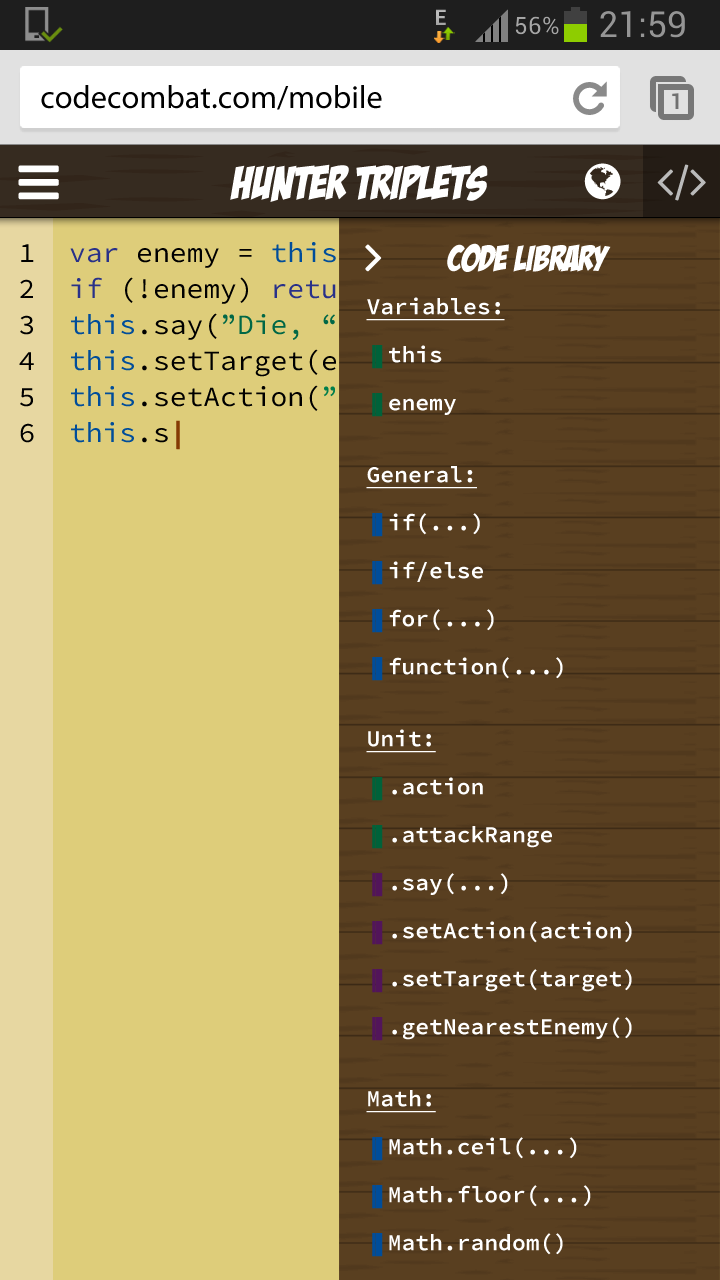 E 56% 21:59
codecombat.com/mobile 1
HUNTER TRIPLETS </>
1 var enemy = this
2 if (!enemy) retu
3 this.say(”Die, “
4 this.setTarget(e
5 this.setAction(”
6 this.s
CODE LIBRARY
Variables:
this
enemy
General:
if(...)
if/else
for(...)
function(...)
Unit:
.action
.attackRange
.say(...)
.setAction(action)
.setTarget(target)
.getNearestEnemy()
Math:
Math.ceil(...)
Math.floor(...)
Math.random()